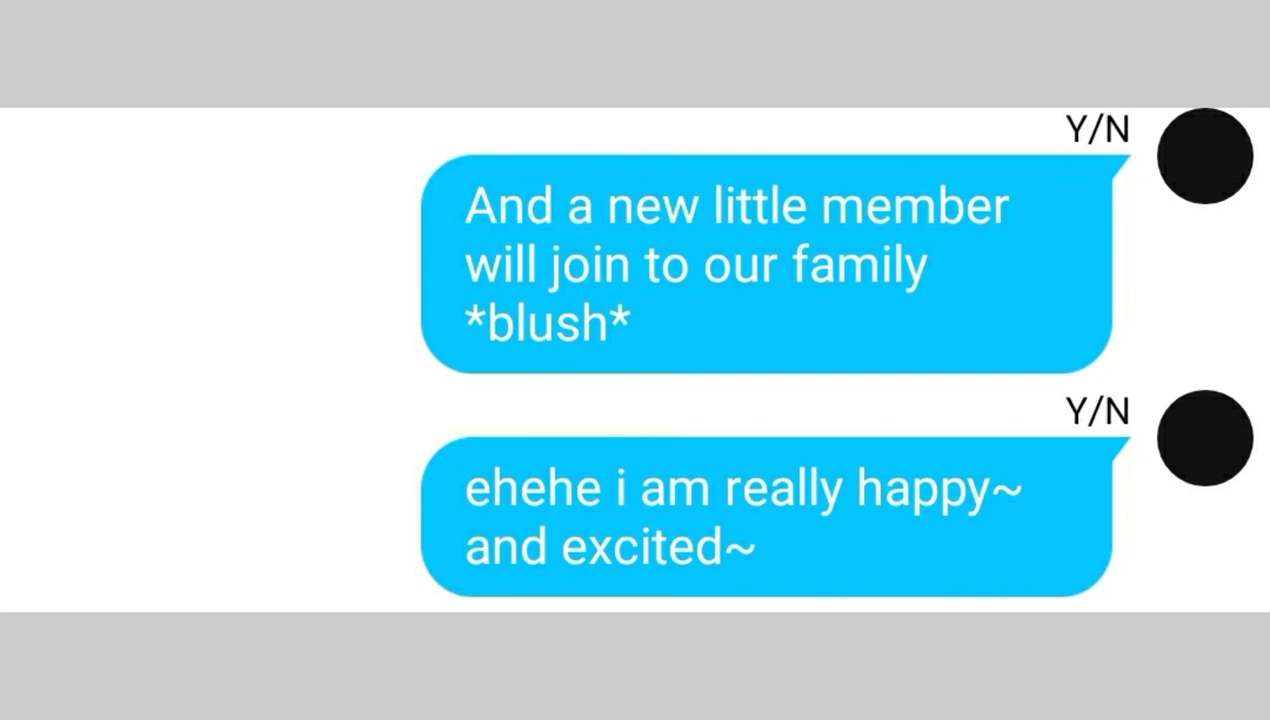 Y/N
And a new little member
will join to our family
*blush*
Y/N
ehehe i am really happy~
and excited~